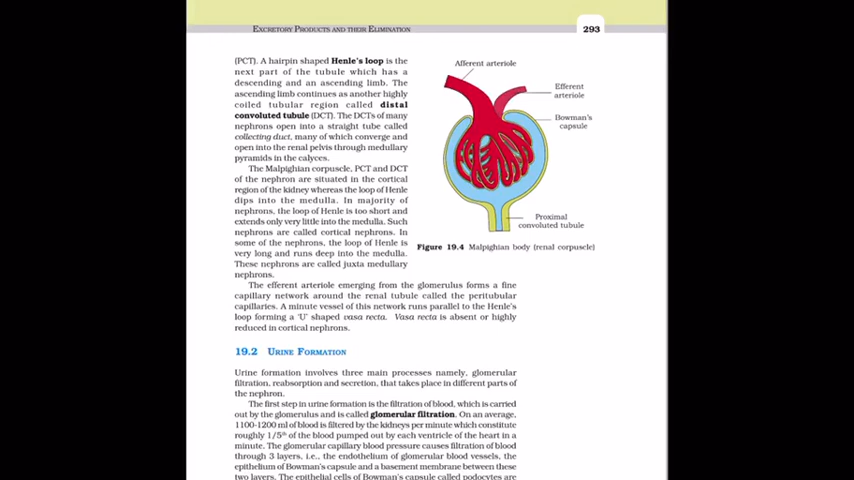 EXCRETORY PRODUCTS AND THEIR ELIMINATION
293
(PCT). A hairpin shaped Henle's loop is the
next part of the tubule which has a
descending and an ascending limb. The
ascending limb continues as another highly
coiled tubular region called distal
convoluted tubule (DCT). The DCTs of many
nephrons open into a straight tube called
collecting duct, many of which converge and
open into the renal pelvis through medullary
pyramids in the calyces.
The Malpighian corpuscle, PCT and DCT
of the nephron are situated in the cortical
region of the kidney whereas the loop of Henle
dips into the medulla. In majority of
nephrons, the loop of Henle is too short and
extends only very little into the medulla. Such
nephrons are called cortical nephrons. In
some of the nephrons, the loop of Henle is
very long and runs deep into the medulla.
These nephrons are called juxta medullary
nephrons.
Afferent arteriole
Efferent
arteriole
Bowman's
capsule
Proximal
convoluted tubule
Figure 19.4 Malpighian body (renal corpuscle)
The efferent arteriole emerging from the glomerulus forms a fine
capillary network around the renal tubule called the peritubular
capillaries. A minute vessel of this network runs parallel to the Henle's
loop forming a 'U' shaped vasa recta. Vasa recta is absent or highly
reduced in cortical nephrons.
19.2 URINE FORMATION
Urine formation involves three main processes namely, glomerular
filtration, reabsorption and secretion, that takes place in different parts of
the nephron.
The first step in urine formation is the filtration of blood, which is carried
out by the glomerulus and is called glomerular filtration. On an average,
1100-1200 ml of blood is filtered by the kidneys per minute which constitute
roughly 1/5th of the blood pumped out by each ventricle of the heart in a
minute. The glomerular capillary blood pressure causes filtration of blood
through 3 layers, i.e., the endothelium of glomerular blood vessels, the
epithelium of Bowman's capsule and a basement membrane between these
two layers. The epithelial cells of Bowman's capsule called podocytes are